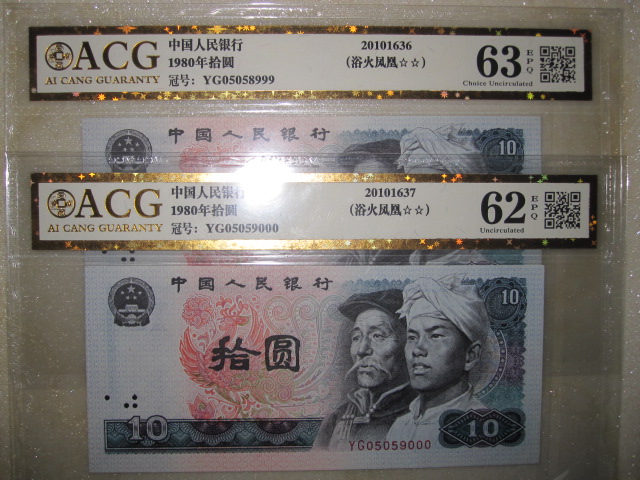 ACG
AI CANG GUARANTY
中国人民银行
1980年拾圆
冠号: YG05058999
20101636
(浴火凤凰☆☆)
63
EPQ
Choice Uncirculated
中国人民银行
10
ACG
AI CANG GUARANTY
中国人民银行
1980年拾圆
冠号: YG05059000
20101637
(浴火凤凰☆☆)
62
EPQ
Uncirculated
中国人民银行
10
拾圆
10
YG05059000
10